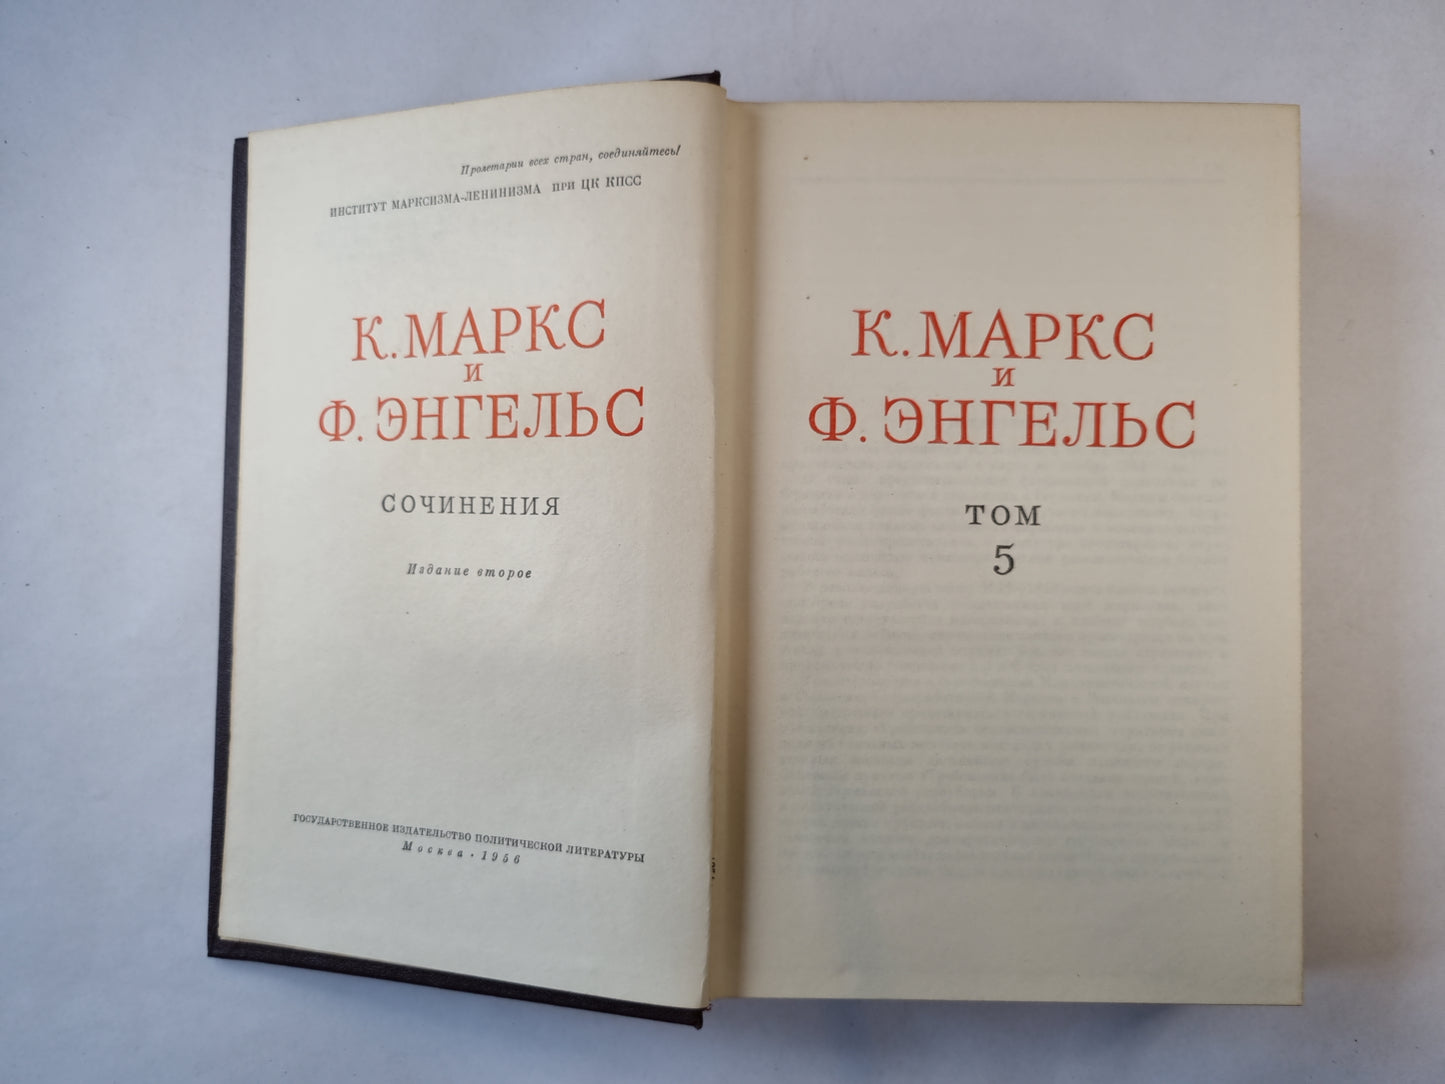 Пролетарии всех стран, соединяйтесь!
ИНСТИТУТ МАРКСИЗМА-ЛЕНИНИЗМА ПРИ ЦК КПСС
К. МАРКС
И
Ф. ЭНГЕЛЬС
СОЧИНЕНИЯ
Издание второе
ГОСУДАРСТВЕННОЕ ИЗДАТЕЛЬСТВО ПОЛИТИЧЕСКОЙ ЛИТЕРАТУРЫ
Москва · 1956
К. МАРКС
И
Ф. ЭНГЕЛЬС
ТОМ
5